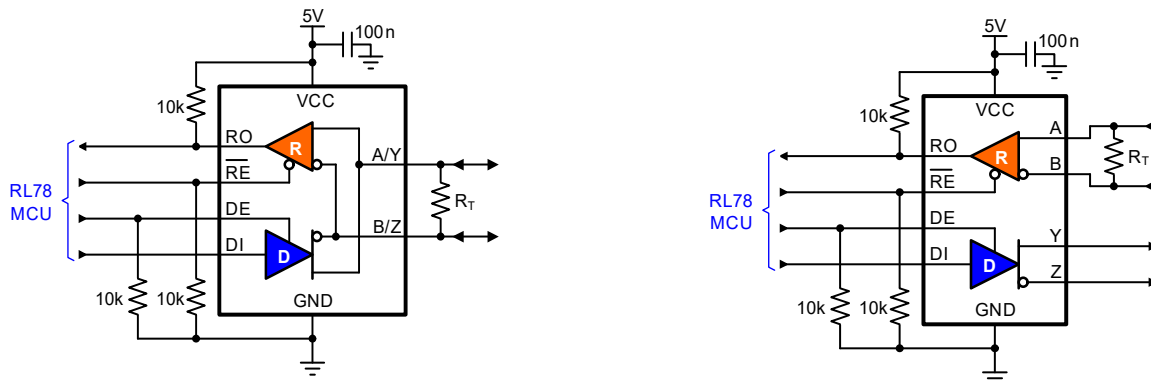 5V
100n
10k
VCC
RO
R
RE
A/Y
RL78
MCU
DE
RT
B/Z
DI
D
10k
10k
GND
5V
100n
10k
VCC
A
RO
R
B
RT
RE
RL78
MCU
DE
Y
DI
D
Z
10k
10k
GND